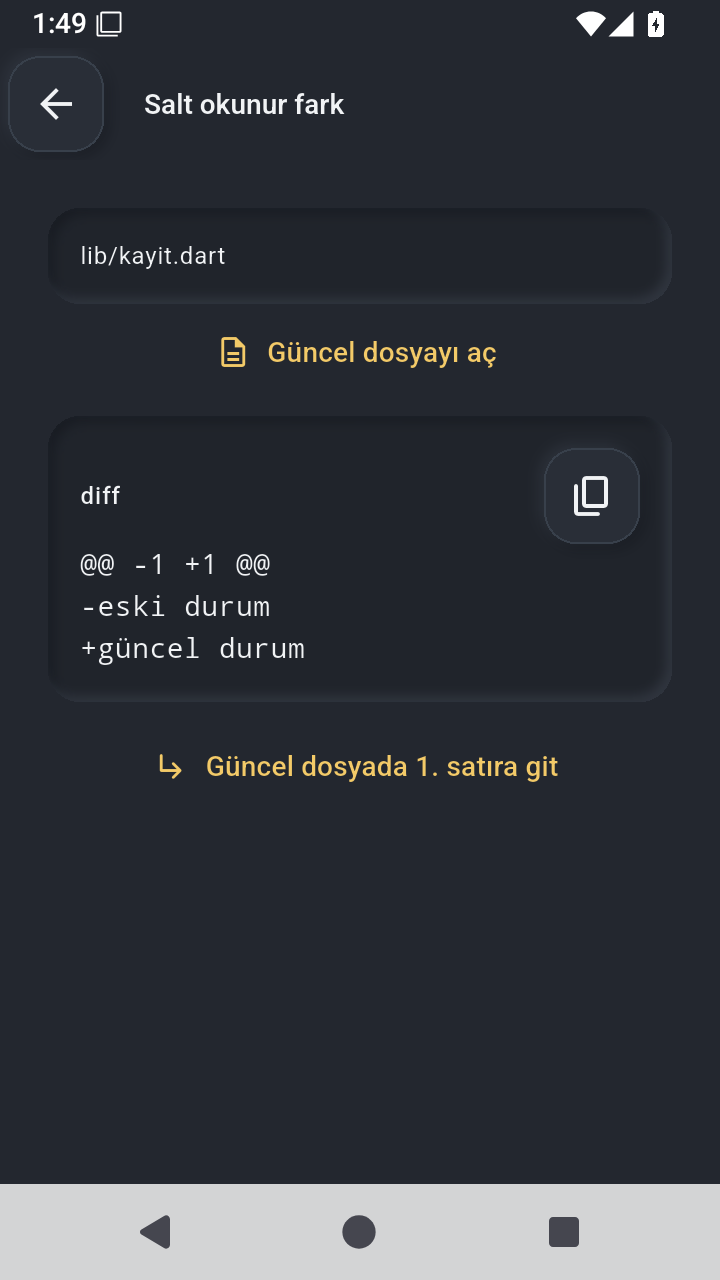 1:49
Salt okunur fark
lib/kayit.dart
Güncel dosyayı aç
diff
@@ -1 +1 @@
-eski durum
+güncel durum
Güncel dosyada 1. satıra git